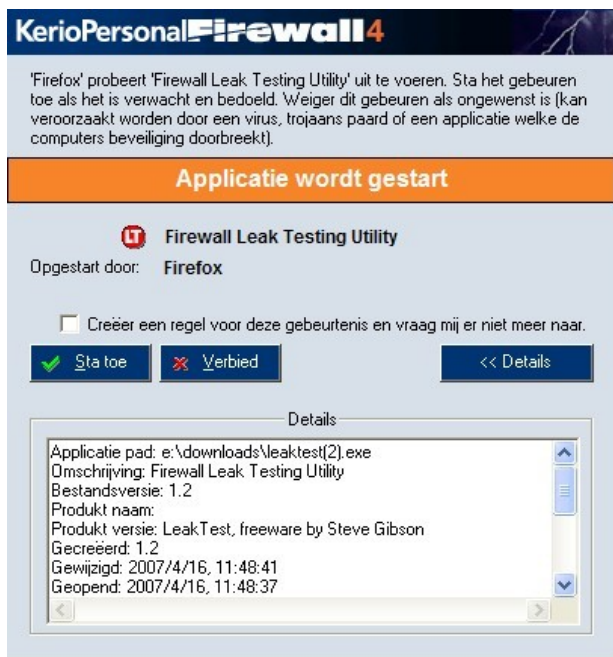 KerioPersonalFirewall4
'Firefox' probeert 'Firewall Leak Testing Utility' uit te voeren. Sta het gebeuren
toe als het is verwacht en bedoeld. Weiger dit gebeuren als ongewenst is (kan
veroorzaakt worden door een virus, trojaans paard of een applicatie welke de
computers beveiliging doorbreekt).
Applicatie wordt gestart
LT Firewall Leak Testing Utility
Opgestart door: Firefox
Creëer een regel voor deze gebeurtenis en vraag mij er niet meer naar.
Sta toe Verbied << Details
Details
Applicatie pad: e:\downloads\leaktest(2).exe
Omschrijving: Firewall Leak Testing Utility
Bestandsversie: 1.2
Produkt naam:
Produkt versie: LeakTest, freeware by Steve Gibson
Gecreëerd: 1.2
Gewijzigd: 2007/4/16, 11:48:41
Geopend: 2007/4/16, 11:48:37